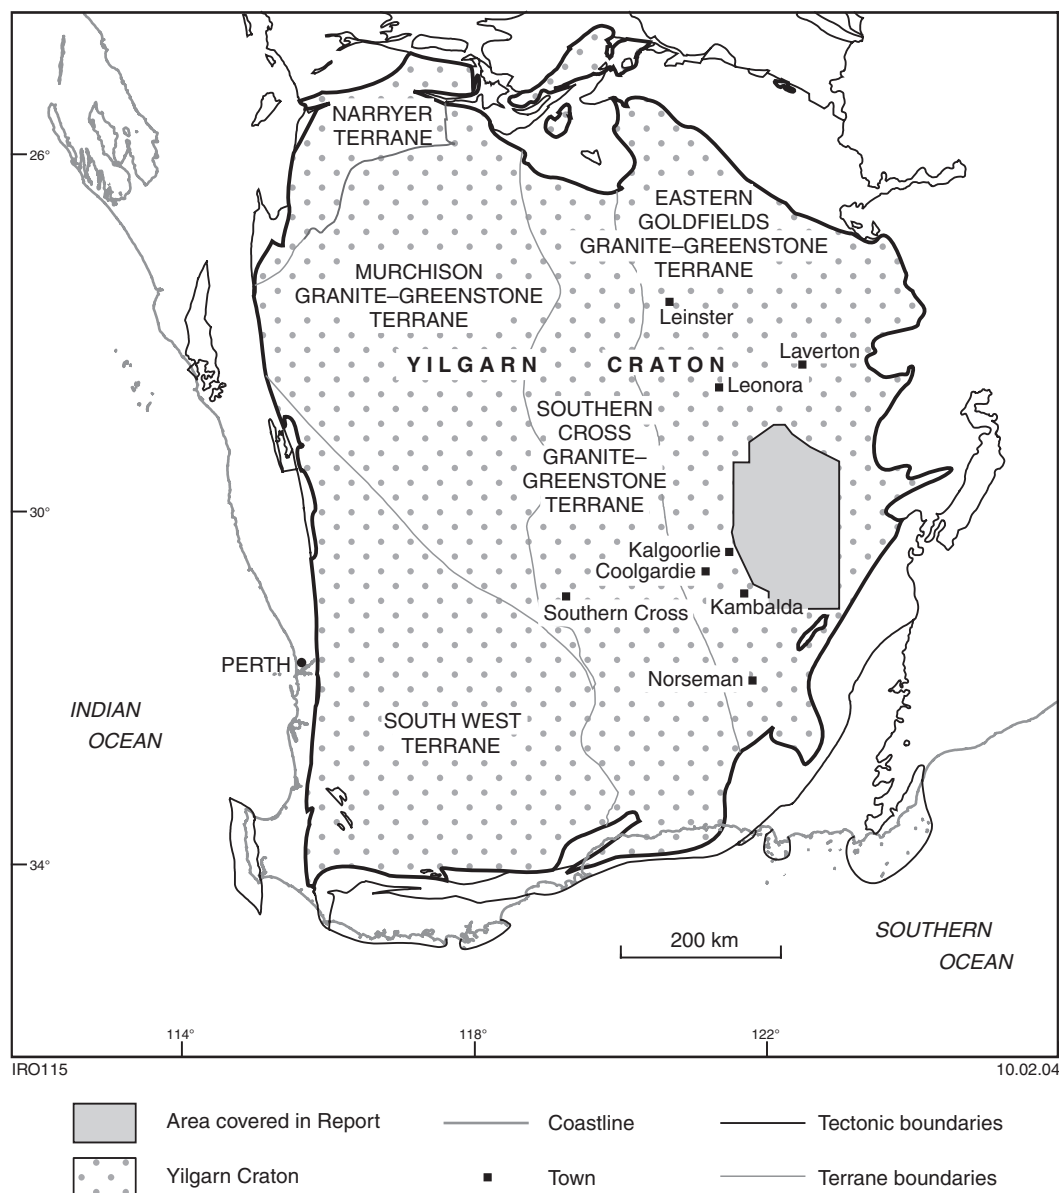 NARRYER
TERRANE
26°
EASTERN
GOLDFIELDS
GRANITE–GREENSTONE
TERRANE
MURCHISON
GRANITE–GREENSTONE
TERRANE
Leinster
Laverton
YILGARN CRATON
Leonora
SOUTHERN
CROSS
GRANITE–
GREENSTONE
TERRANE
30°
Kalgoorlie
Coolgardie
Kambalda
Southern Cross
PERTH
Norseman
INDIAN
OCEAN
SOUTH WEST
TERRANE
34°
SOUTHERN
OCEAN
200 km
114° 118° 122°
IRO115 10.02.04
Area covered in Report Coastline Tectonic boundaries
Yilgarn Craton Town Terrane boundaries